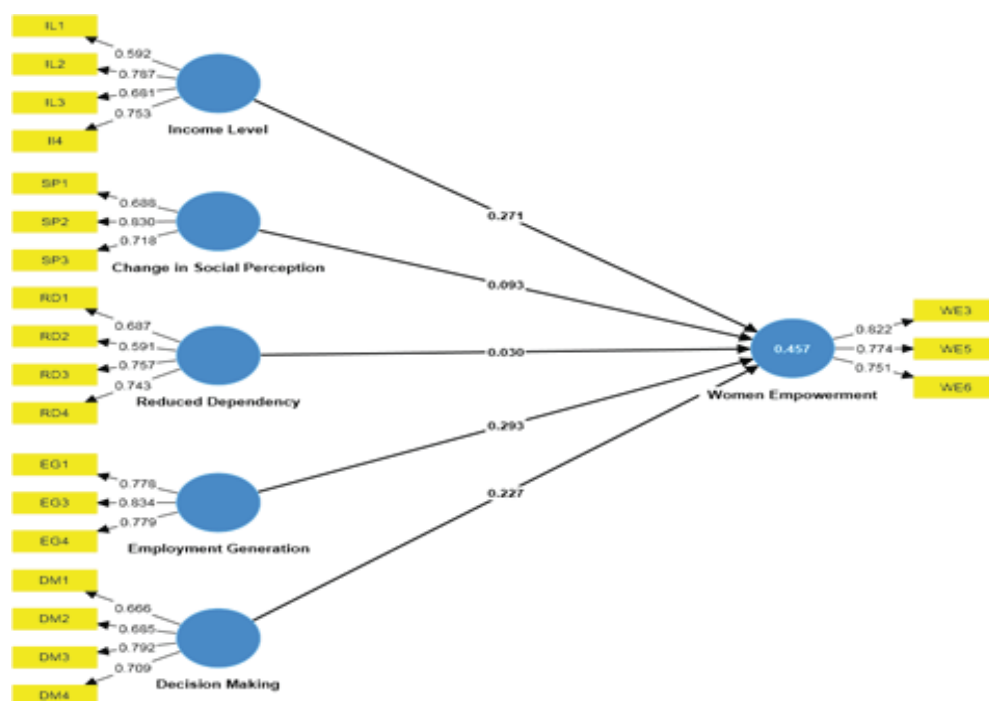 IL1
0.592
IL2
0.787
IL3
0.681
Il4
0.753
Income Level
0.271
SP1
0.688
SP2
0.830
SP3
0.718
Change in Social Perception
0.093
RD1
0.687
RD2
0.591
RD3
0.757
RD4
0.743
Reduced Dependency
0.030
EG1
0.778
EG3
0.834
EG4
0.779
Employment Generation
0.293
DM1
0.666
DM2
0.685
DM3
0.792
DM4
0.709
Decision Making
0.227
0.457
Women Empowerment
0.822
WE3
0.774
WE5
0.751
WE6